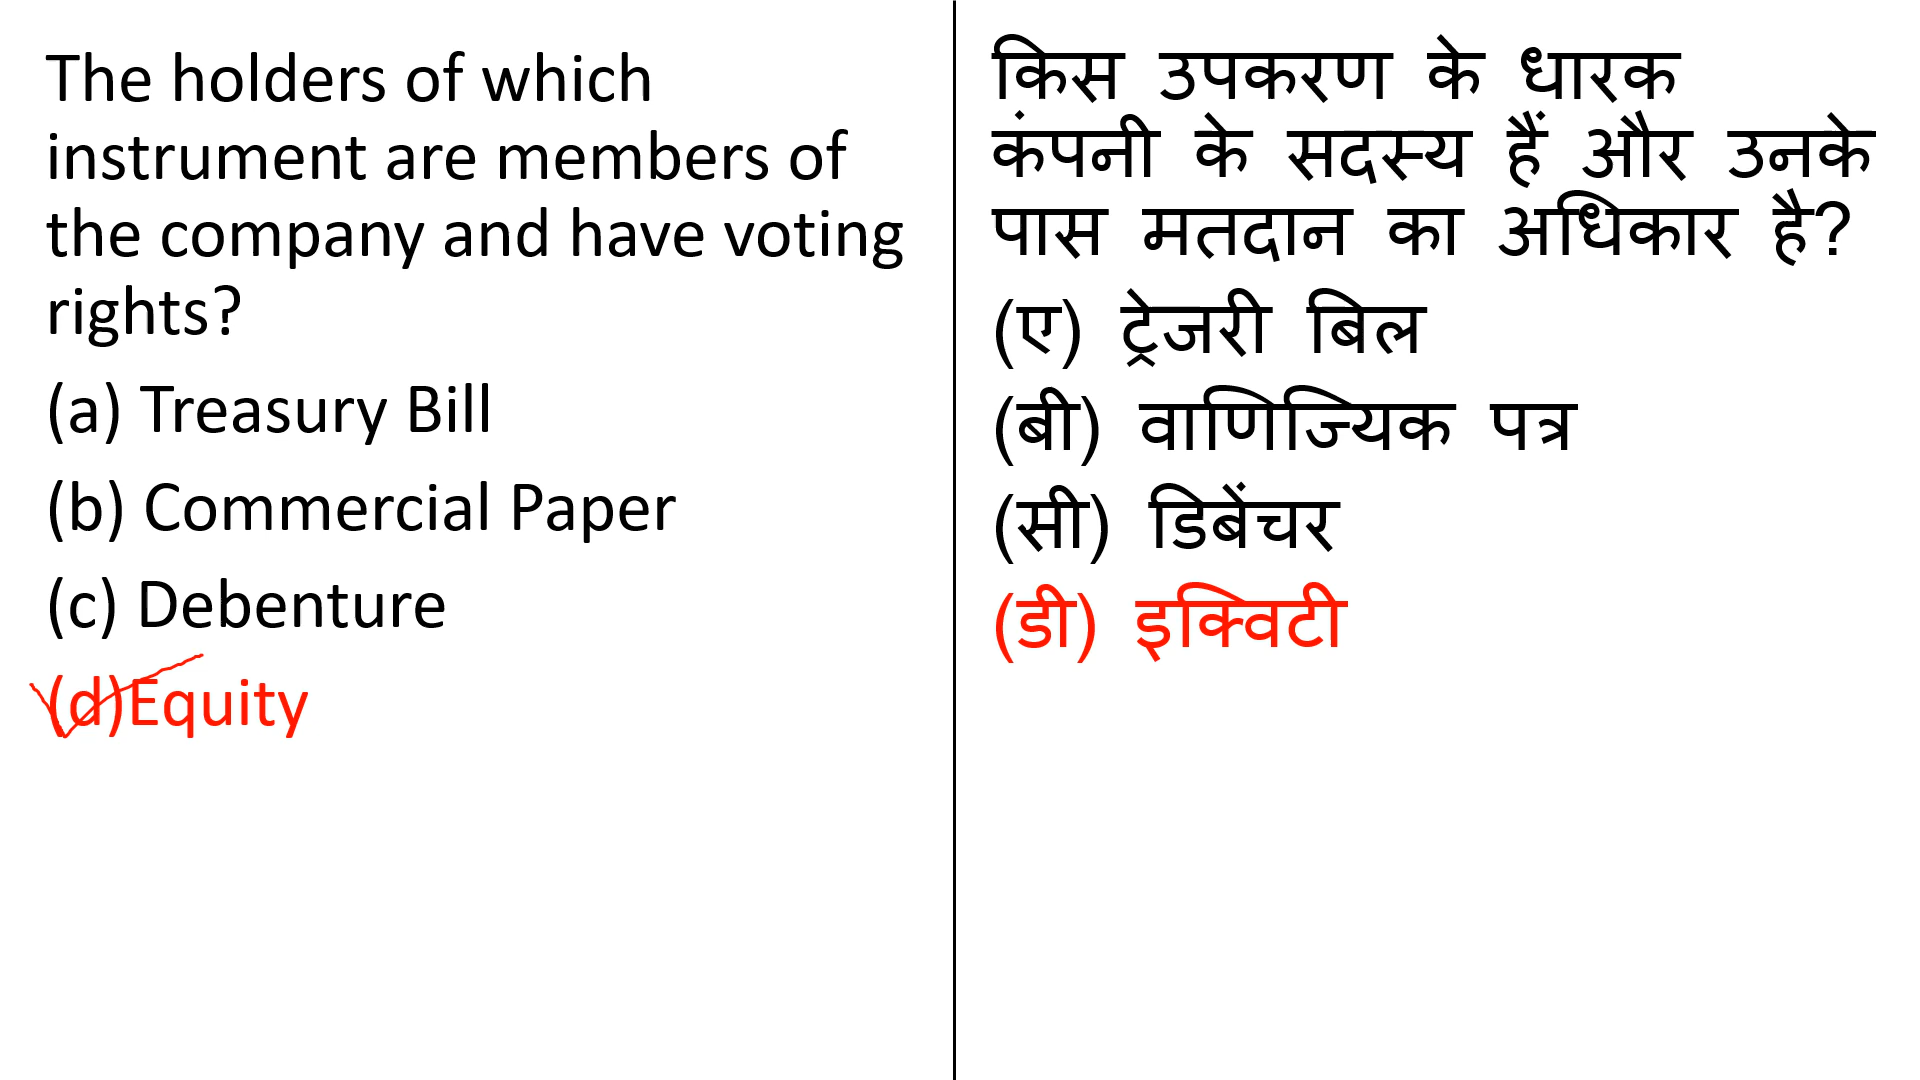 The holders of which
instrument are members of
the company and have voting
rights?
(a) Treasury Bill
(b) Commercial Paper
(c) Debenture
(d)Equity
किस उपकरण के धारक
कंपनी के सदस्य हैं और उनके
पास मतदान का अधिकार है?
(ए) ट्रेजरी बिल
(बी) वाणिज्यिक पत्र
(सी) डिबेंचर
(डी) इक्विटी